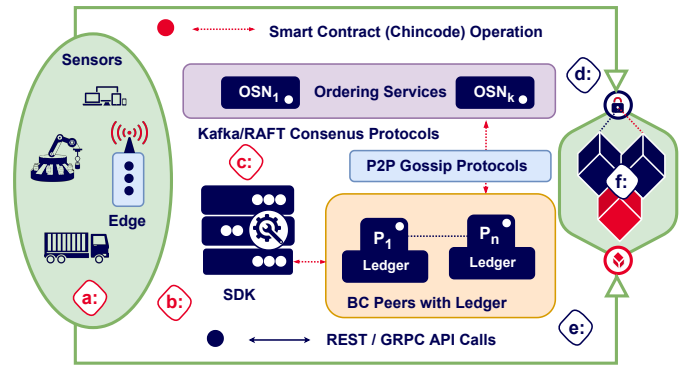 Smart Contract (Chincode) Operation
Sensors
d:
OSN1
Ordering Services
OSNk
Kafka/RAFT Consenus Protocols
c:
P2P Gossip Protocols
f:
Edge
P1
Pn
Ledger
Ledger
SDK
a:
b:
BC Peers with Ledger
e:
REST / GRPC API Calls